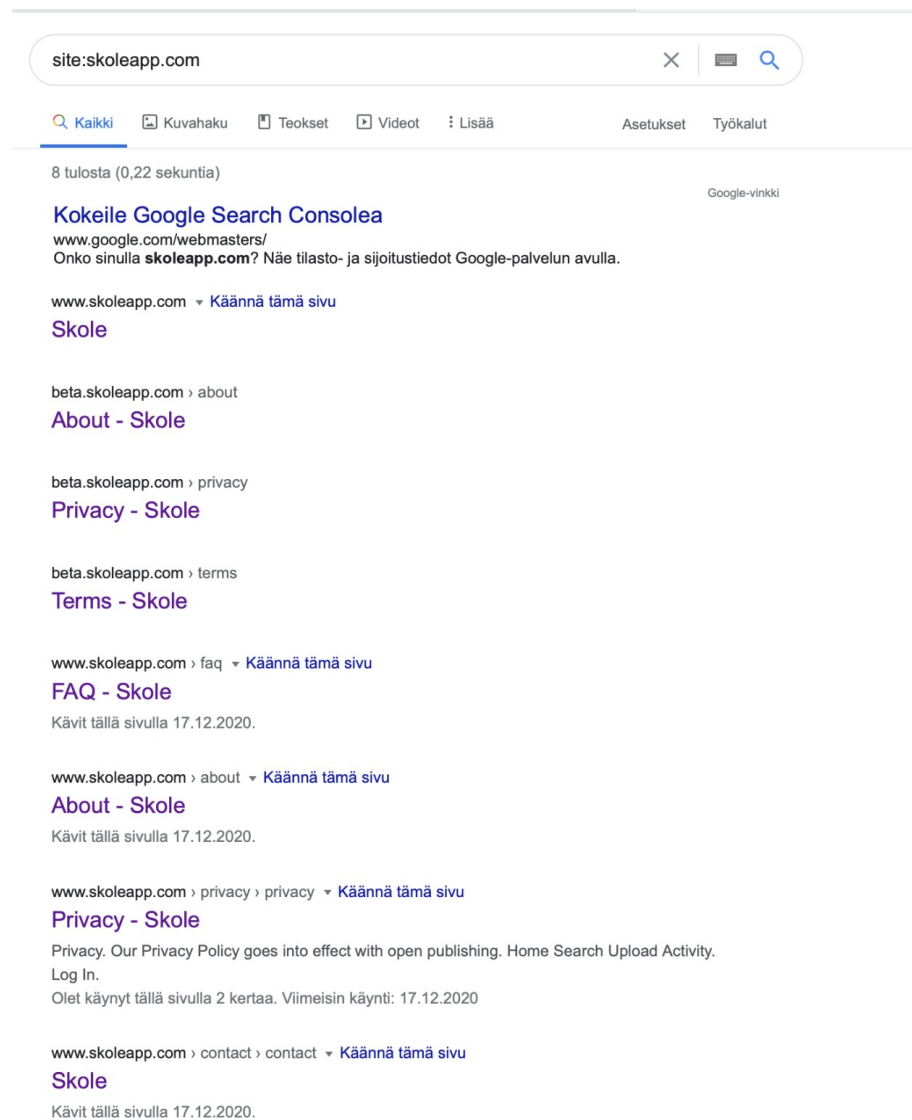 site:skoleapp.com
Kaikki Kuvahaku Teokset Videot Lisää Asetukset Työkalut
8 tulosta (0,22 sekuntia)
Google-vinkki
Kokeile Google Search Consolea
www.google.com/webmasters/
Onko sinulla skoleapp.com? Näe tilasto- ja sijoitustiedot Google-palvelun avulla.
www.skoleapp.com Käännä tämä sivu
Skole
beta.skoleapp.com › about
About - Skole
beta.skoleapp.com › privacy
Privacy - Skole
beta.skoleapp.com › terms
Terms - Skole
www.skoleapp.com › faq Käännä tämä sivu
FAQ - Skole
Kävit tällä sivulla 17.12.2020.
www.skoleapp.com › about Käännä tämä sivu
About - Skole
Kävit tällä sivulla 17.12.2020.
www.skoleapp.com › privacy › privacy Käännä tämä sivu
Privacy - Skole
Privacy. Our Privacy Policy goes into effect with open publishing. Home Search Upload Activity.
Log In.
Olet käynyt tällä sivulla 2 kertaa. Viimeisin käynti: 17.12.2020
www.skoleapp.com › contact › contact Käännä tämä sivu
Skole
Kävit tällä sivulla 17.12.2020.